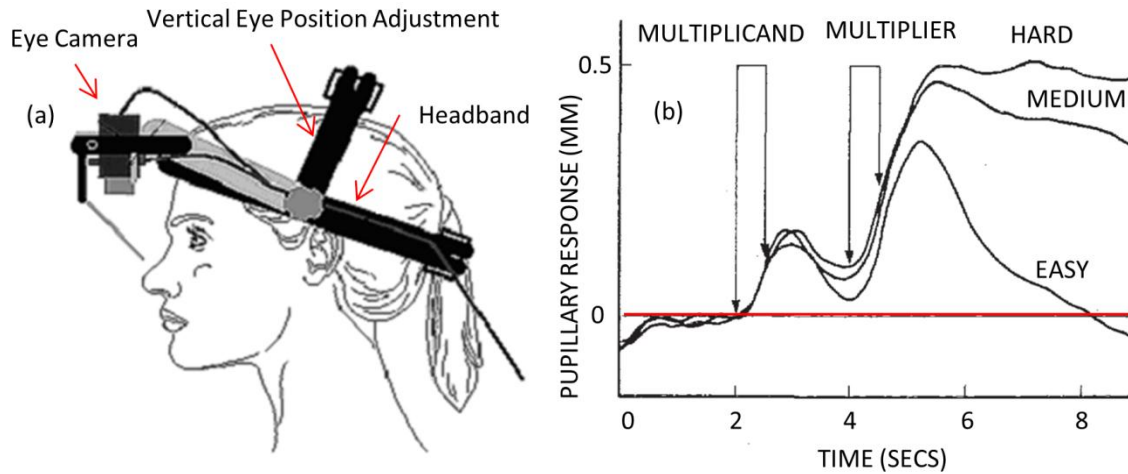 Vertical Eye Position Adjustment
Eye Camera
(a)
Headband
MULTIPLICAND
MULTIPLIER
HARD
0.5
(b)
MEDIUM
EASY
0
PUPILLARY RESPONSE (MM)
0 2 4 6 8
TIME (SECS)